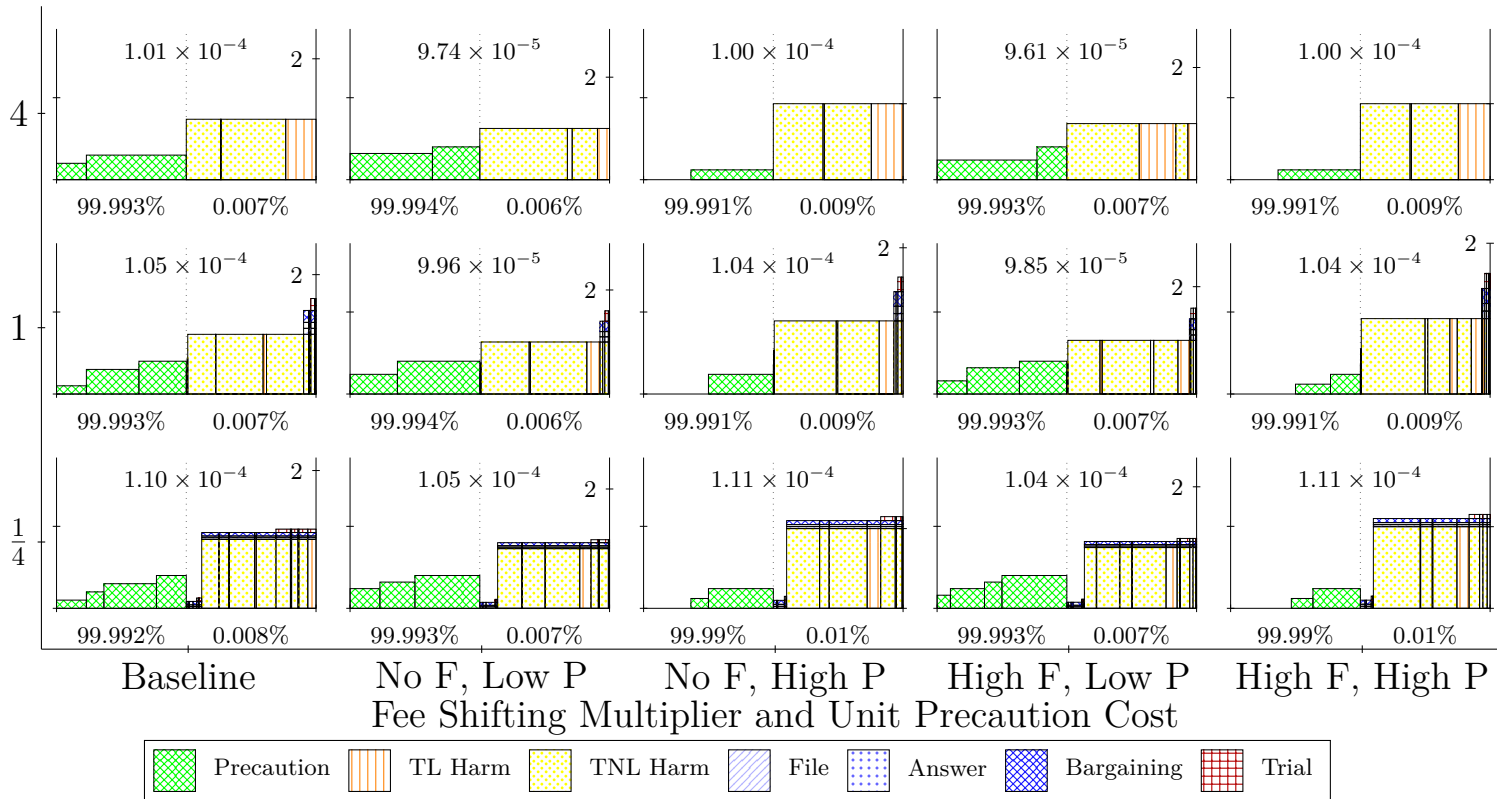 1.01 × 10⁻⁴ 9.74 × 10⁻⁵ 1.00 × 10⁻⁴ 9.61 × 10⁻⁵ 1.00 × 10⁻⁴
2 2 2
4
99.993% 0.007% 99.994% 0.006% 99.991% 0.009% 99.993% 0.007% 99.991% 0.009%
1.05 × 10⁻⁴ 9.96 × 10⁻⁵ 1.04 × 10⁻⁴ 9.85 × 10⁻⁵ 1.04 × 10⁻⁴
2 2 2 2 2
1
99.993% 0.007% 99.994% 0.006% 99.991% 0.009% 99.993% 0.007% 99.991% 0.009%
1.10 × 10⁻⁴ 1.05 × 10⁻⁴ 1.11 × 10⁻⁴ 1.04 × 10⁻⁴ 1.11 × 10⁻⁴
2 2 2
1/4
99.992% 0.008% 99.993% 0.007% 99.99% 0.01% 99.993% 0.007% 99.99% 0.01%
Baseline No F, Low P No F, High P High F, Low P High F, High P
Fee Shifting Multiplier and Unit Precaution Cost
Precaution TL Harm TNL Harm File Answer Bargaining Trial